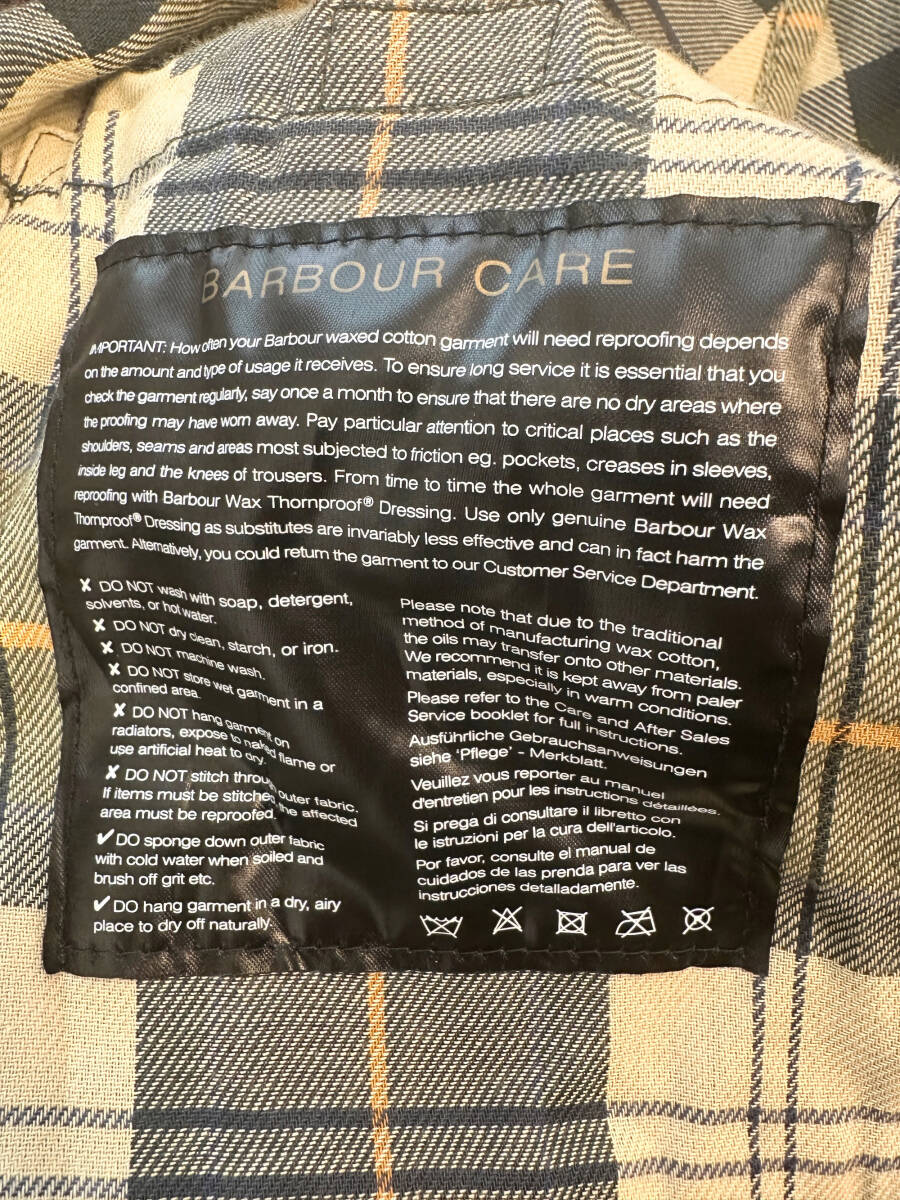 BARBOUR CARE
IMPORTANT: How often your Barbour waxed cotton garment will need reproofing depends
on the amount and type of usage it receives. To ensure long service it is essential that you
check the garment regularly, say once a month to ensure that there are no dry areas where
the proofing may have worn away. Pay particular attention to critical places such as the
shoulders, seams and areas most subjected to friction eg. pockets, creases in sleeves,
inside leg and the knees of trousers. From time to time the whole garment will need
reproofing with Barbour Wax Thornproof® Dressing. Use only genuine Barbour Wax
Thornproof® Dressing as substitutes are invariably less effective and can in fact harm the
garment. Alternatively, you could return the garment to our Customer Service Department.
✘ DO NOT wash with soap, detergent,
solvents, or hot water.
✘ DO NOT dry clean, starch, or iron.
✘ DO NOT machine wash.
✘ DO NOT store wet garment in a
confined area.
✘ DO NOT hang garment on
radiators, expose to naked flame or
use artificial heat to dry.
✘ DO NOT stitch through outer fabric.
If items must be stitched the affected
area must be reproofed.
✔ DO sponge down outer fabric
with cold water when soiled and
brush off grit etc.
✔ DO hang garment in a dry, airy
place to dry off naturally.
Please note that due to the traditional
method of manufacturing wax cotton,
the oils may transfer onto other materials.
We recommend it is kept away from paler
materials, especially in warm conditions.
Please refer to the Care and After Sales
Service booklet for full instructions.
Ausführliche Gebrauchsanweisungen
siehe 'Pflege' - Merkblatt.
Veuillez vous reporter au manuel
d'entretien pour les instructions détaillées.
Si prega di consultare il libretto con
le istruzioni per la cura dell'articolo.
Por favor, consulte el manual de
cuidados de las prenda para ver las
instrucciones detalladamente.